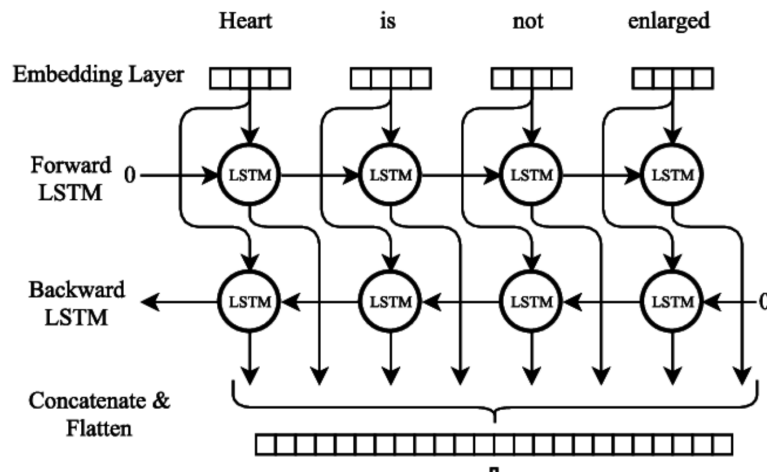 Heart is not enlarged
Embedding Layer
Forward
LSTM
0
LSTM LSTM LSTM LSTM
Backward
LSTM
LSTM LSTM LSTM LSTM
0
Concatenate &
Flatten